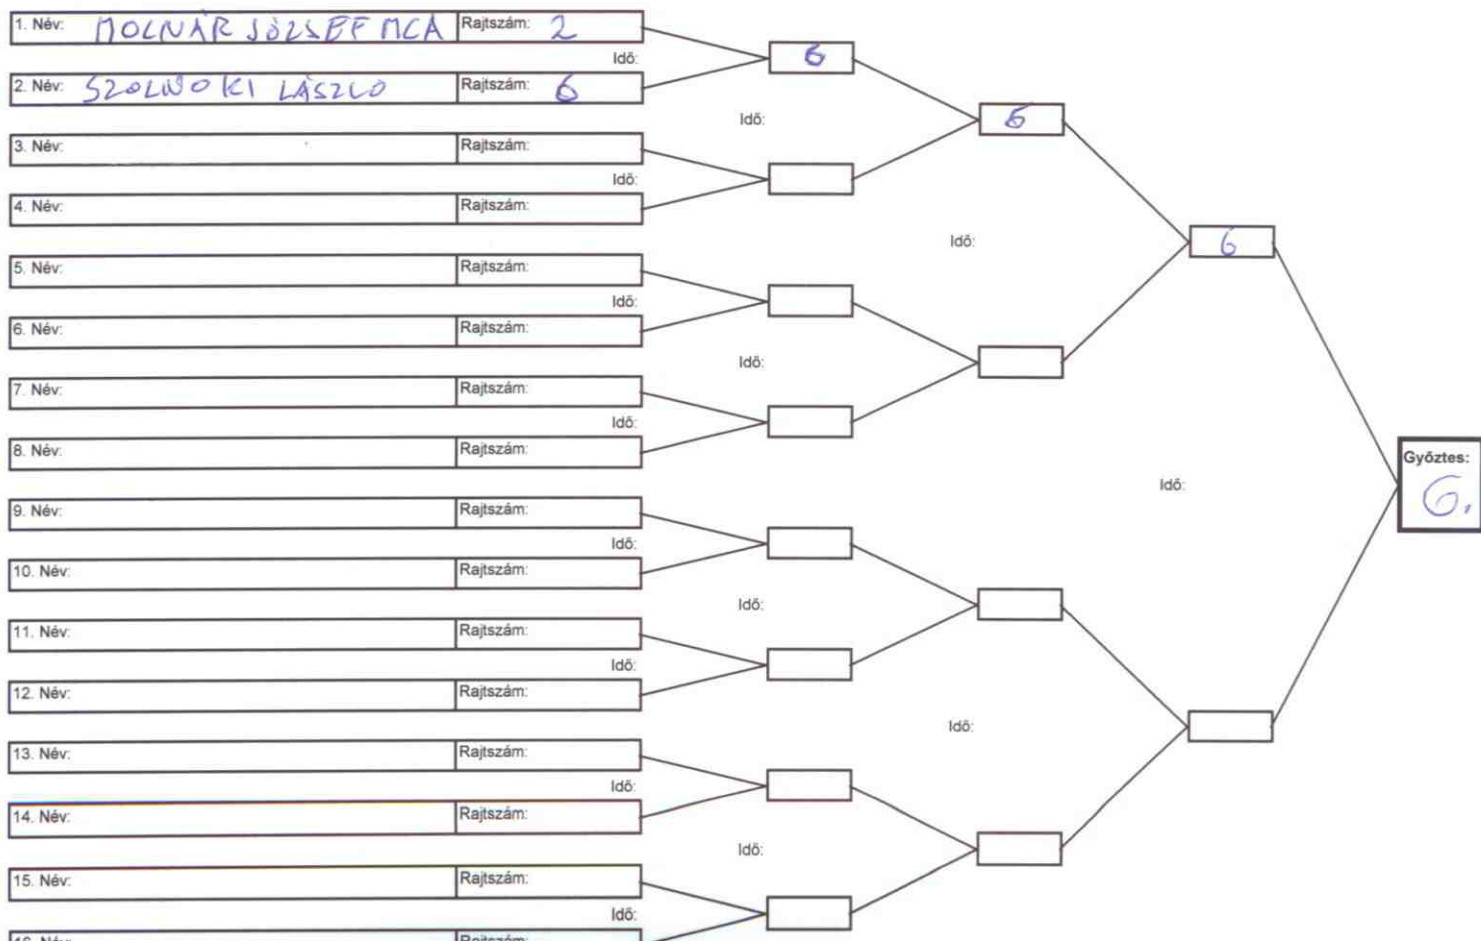 1. Név: MOLNÁR JÓZSEF MCA Rajtszám: 2
Idő: 6
2. Név: SZOLNOKI LÁSZLÓ Rajtszám: 6
Idő: 6
3. Név: Rajtszám:
Idő:
4. Név: Rajtszám:
Idő: 6
5. Név: Rajtszám:
Idő:
6. Név: Rajtszám:
Idő:
7. Név: Rajtszám:
Idő:
8. Név: Rajtszám:
Győztes:
6.
Idő:
9. Név: Rajtszám:
Idő:
10. Név: Rajtszám:
Idő:
11. Név: Rajtszám:
Idő:
12. Név: Rajtszám:
Idő:
13. Név: Rajtszám:
Idő:
14. Név: Rajtszám:
Idő:
15. Név: Rajtszám:
Idő:
16. Név: Rajtszám: